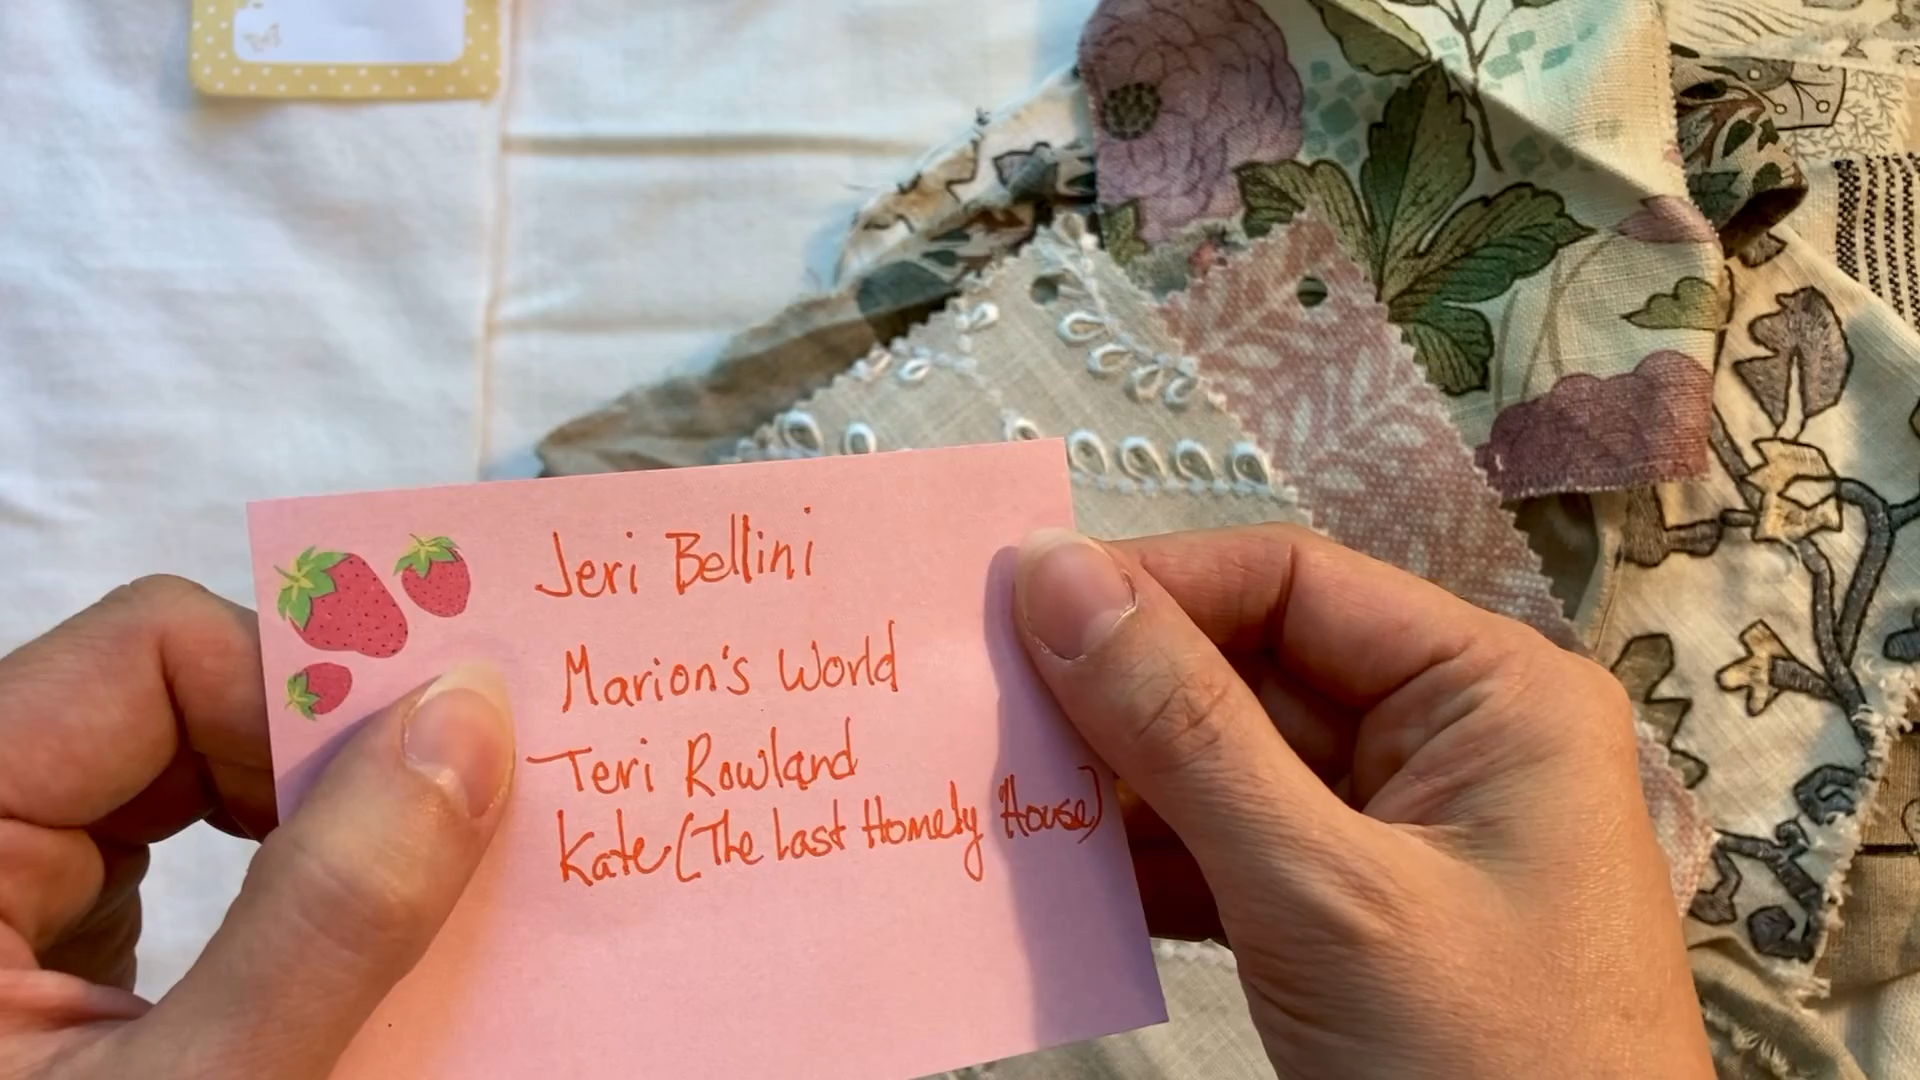 Jeri Bellini
Marion's World
Teri Rowland
Kate (The Last Homely House)